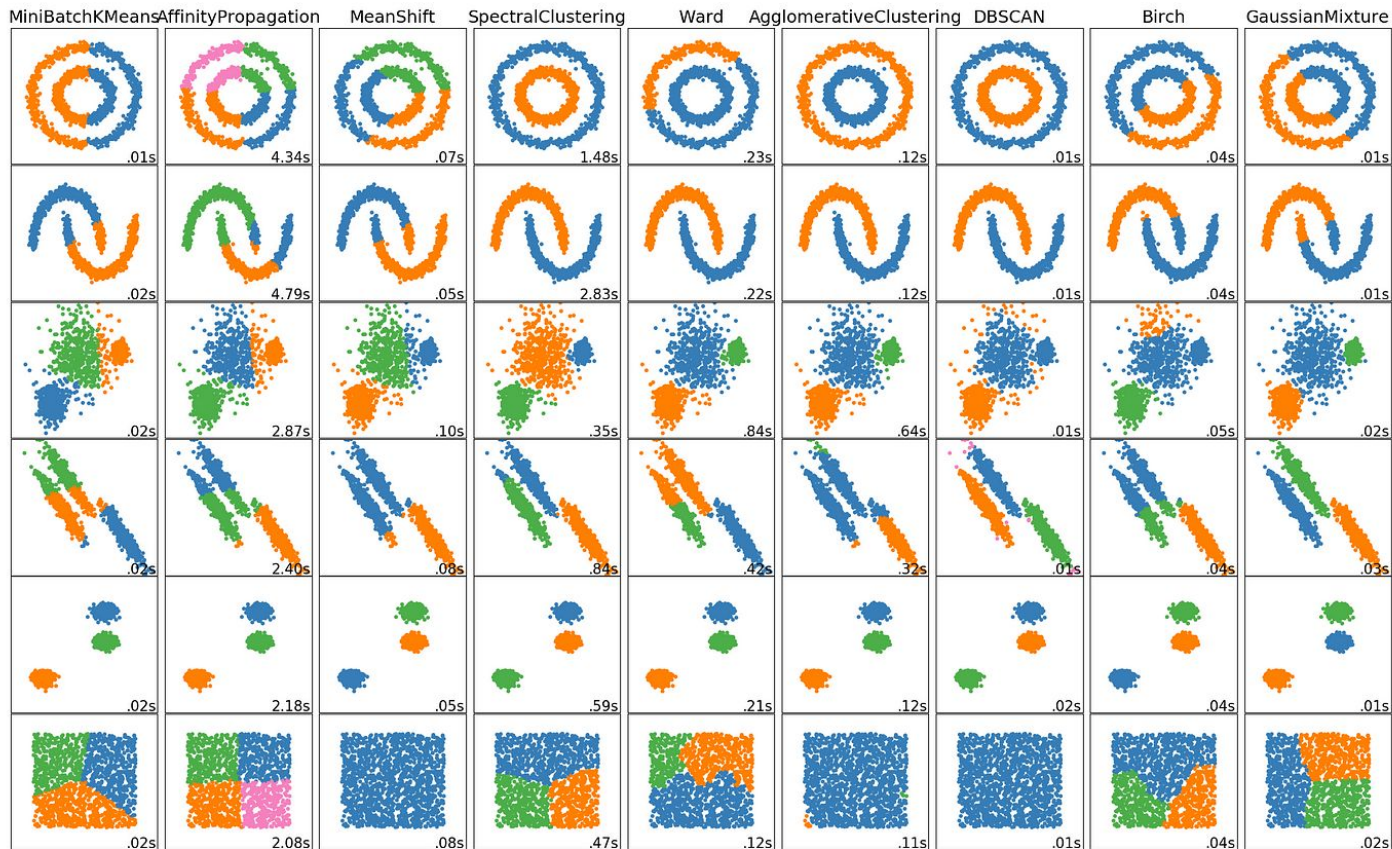 MiniBatchKMeans AffinityPropagation MeanShift SpectralClustering Ward AgglomerativeClustering DBSCAN Birch GaussianMixture
.01s 4.34s .07s 1.48s .23s .12s .01s .04s .01s
.02s 4.79s .05s 2.83s .22s .12s .01s .04s .01s
.02s 2.87s .10s .35s .84s .64s .01s .05s .02s
.02s 2.40s .08s .84s .42s .32s .01s .04s .03s
.02s 2.18s .05s .59s .21s .12s .02s .04s .01s
.02s 2.08s .08s .47s .12s .11s .01s .03s .02s